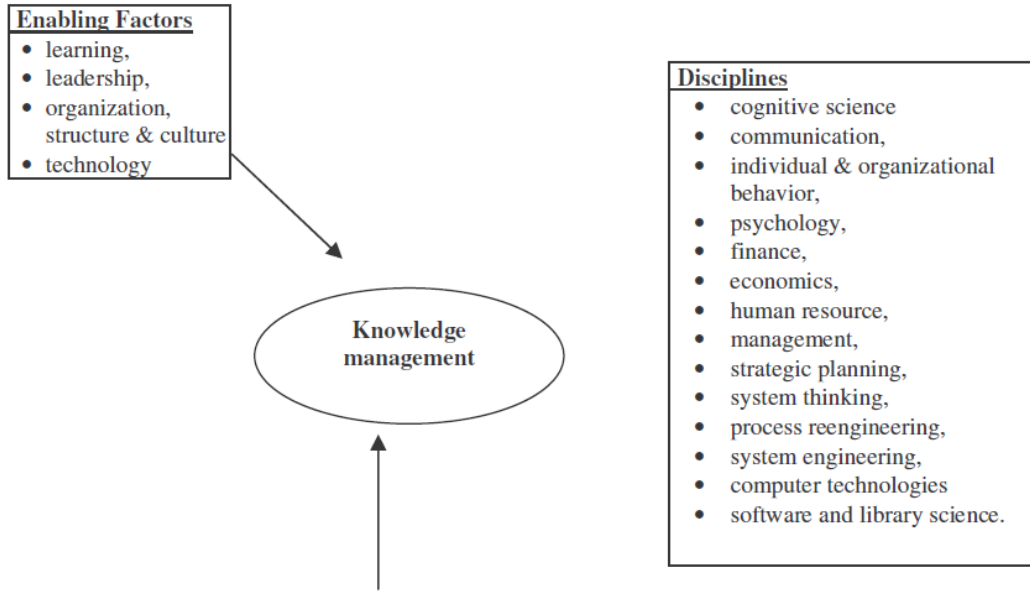 Enabling Factors
• learning,
• leadership,
• organization,
structure & culture
• technology
Knowledge
management
Disciplines
• cognitive science
• communication,
• individual & organizational
behavior,
• psychology,
• finance,
• economics,
• human resource,
• management,
• strategic planning,
• system thinking,
• process reengineering,
• system engineering,
• computer technologies
• software and library science.